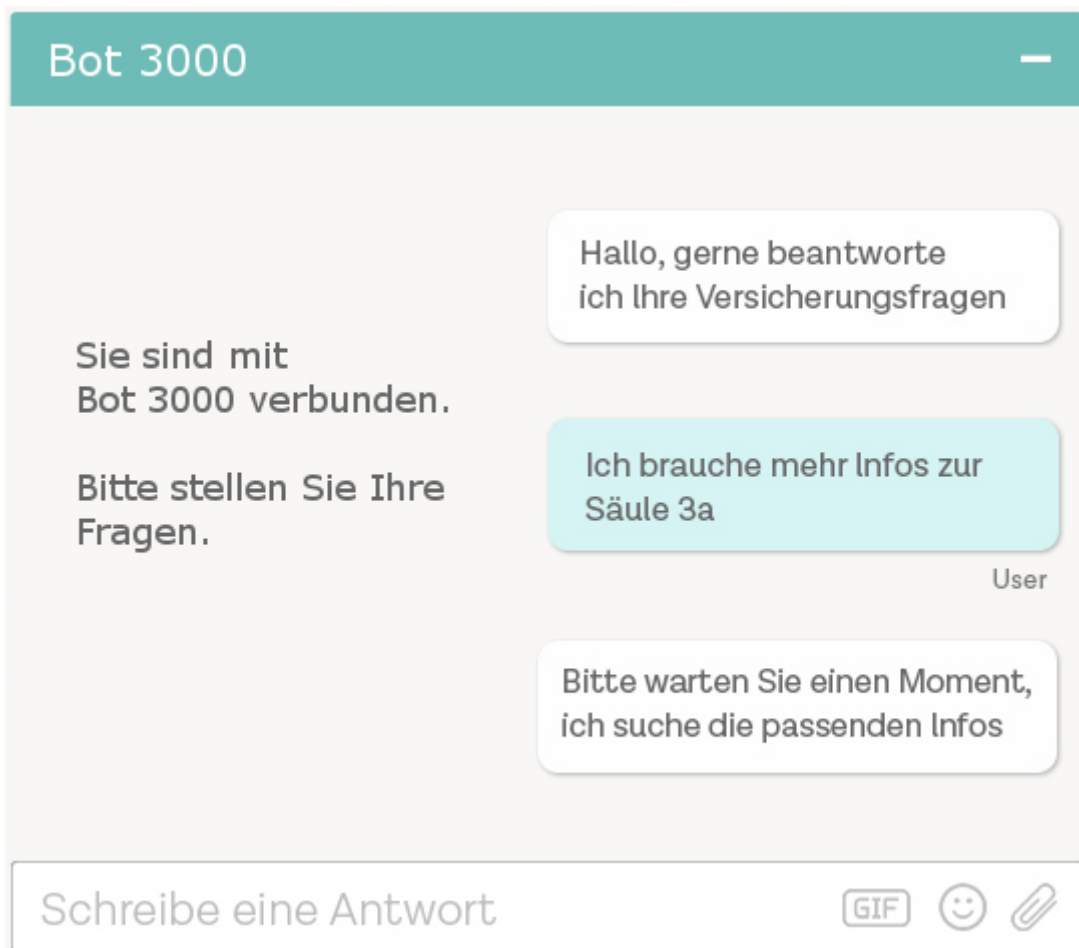 Bot 3000
Hallo, gerne beantworte
ich Ihre Versicherungsfragen
Sie sind mit
Bot 3000 verbunden.
Bitte stellen Sie Ihre
Fragen.
Ich brauche mehr Infos zur
Säule 3a
User
Bitte warten Sie einen Moment,
ich suche die passenden Infos
Schreibe eine Antwort
GIF